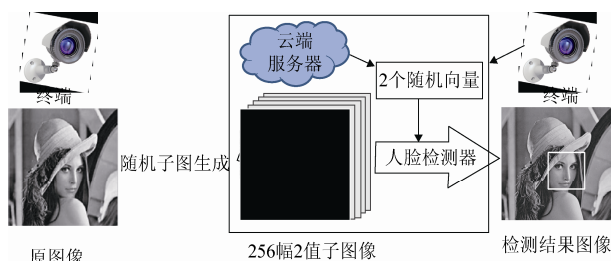 云端
服务器
2个随机向量
终端
终端
随机子图生成
人脸检测器
原图像
256幅2值子图像
检测结果图像